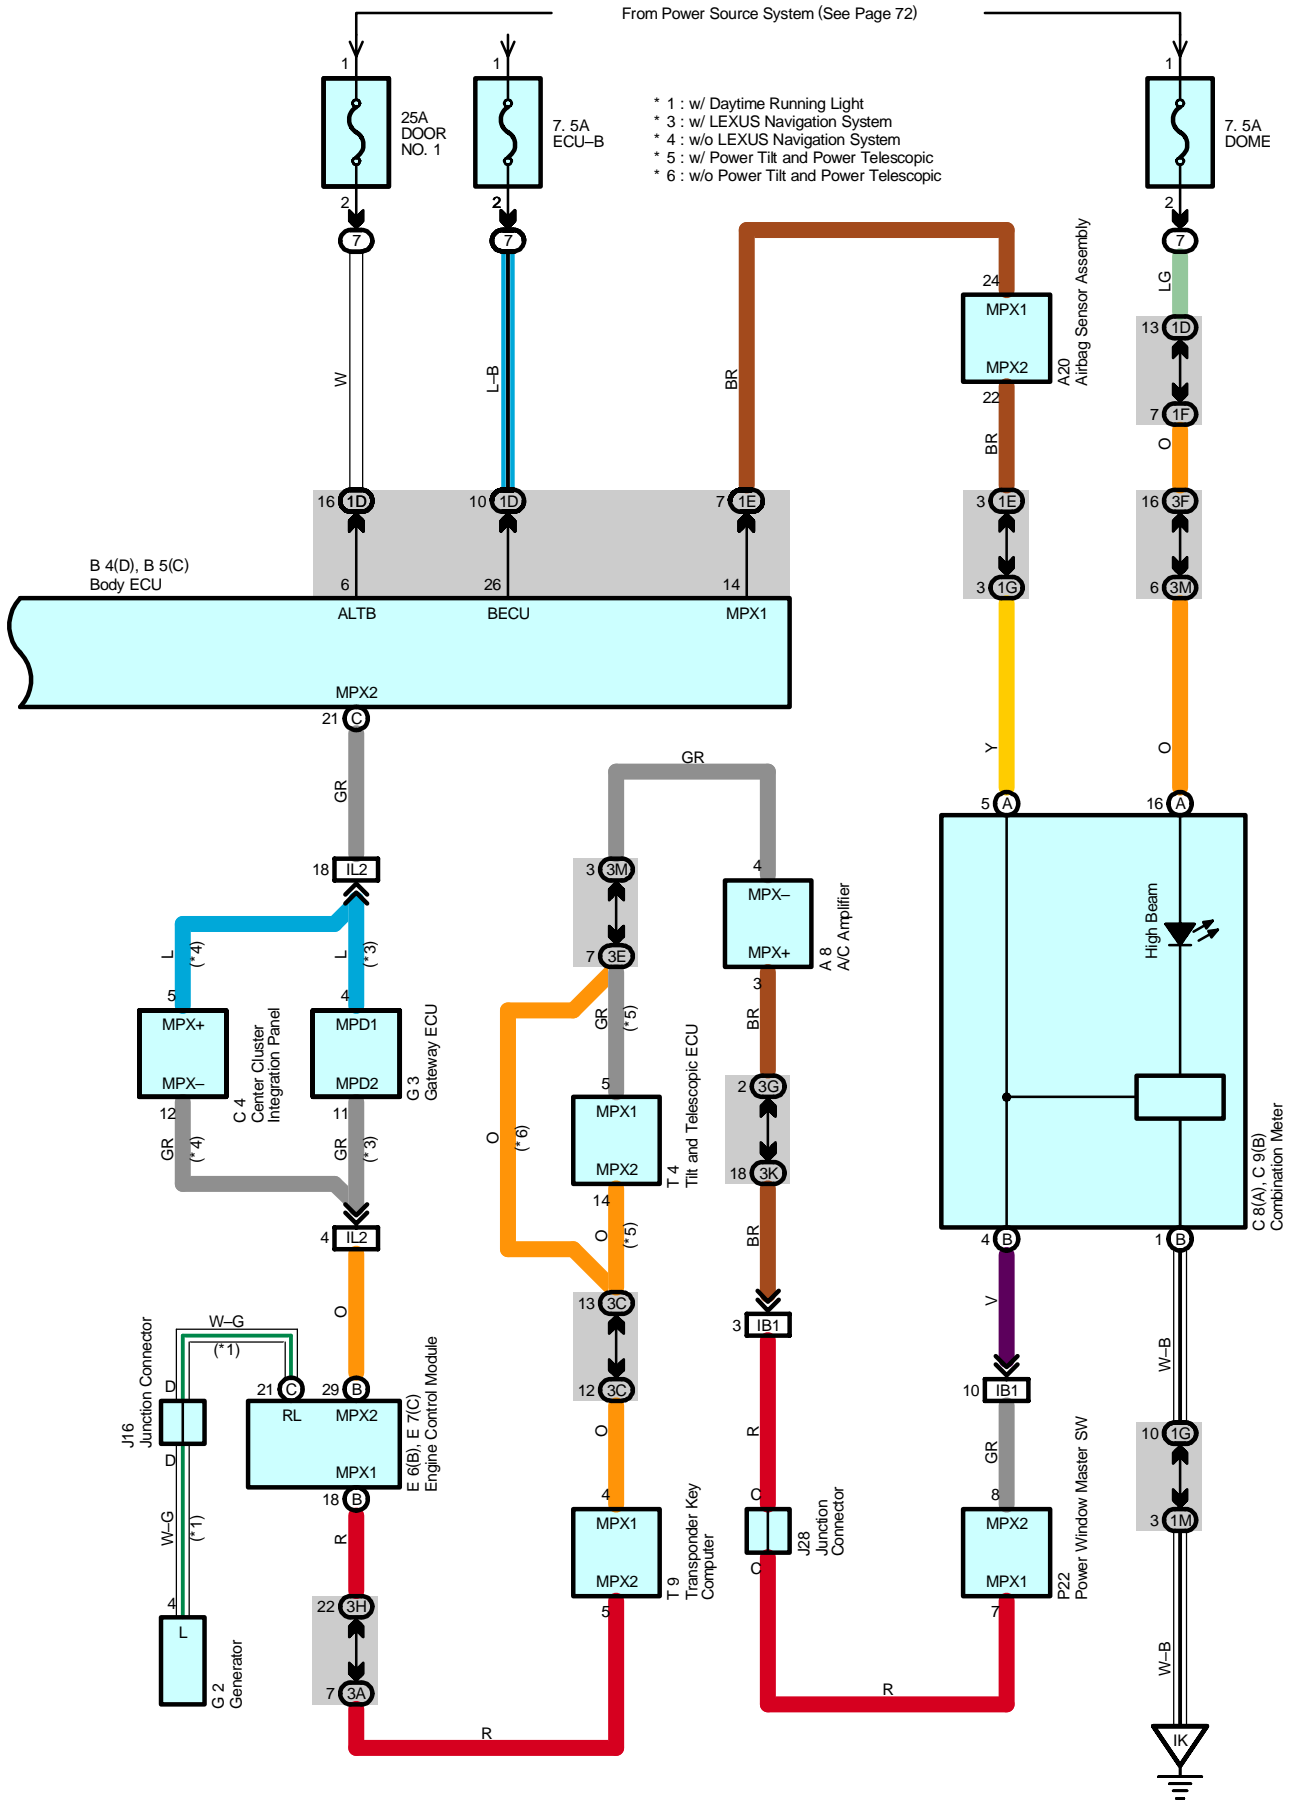 From Power Source System (See Page 72)
1
1
1
25A
DOOR
NO. 1
7. 5A
ECU–B
* 1 : w/ Daytime Running Light
* 3 : w/ LEXUS Navigation System
* 4 : w/o LEXUS Navigation System
* 5 : w/ Power Tilt and Power Telescopic
* 6 : w/o Power Tilt and Power Telescopic
7. 5A
DOME
2
2
2
7
7
7
W
L–B
BR
24
MPX1
MPX2
22
A20
Airbag Sensor Assembly
BR
LG
13 1D
7 1F
O
16 1D
10 1D
7 1E
3 1E
16 3F
B 4(D), B 5(C)
Body ECU
6
26
14
3 1G
6 3M
ALTB
BECU
MPX1
MPX2
21 C
GR
GR
Y
O
18 IL2
L
(* 4)
L
(* 3)
5
4
MPX+
MPX–
12
C 4
Center Cluster
Integration Panel
MPD1
MPD2
11
G 3
Gateway ECU
GR
(* 4)
GR
(* 3)
4 IL2
O
3 3M
7 3E
O
(* 6)
GR
(* 5)
5
MPX1
MPX2
14
T 4
Tilt and Telescopic ECU
O
(* 5)
13 3C
12 3C
O
4
MPX1
MPX2
5
T 9
Transponder Key
Computer
4
MPX–
MPX+
3
A 8
A/C Amplifier
BR
2 3G
18 3K
BR
3 IB1
R
C
C
J28
Junction
Connector
R
5 A
16 A
High Beam
C 8(A), C 9(B)
Combination Meter
4 B
1 B
V
10 IB1
GR
8
MPX2
MPX1
7
P22
Power Window Master SW
W–B
10 1G
3 1M
W–B
IK
W–G
(* 1)
D
D
J16
Junction Connector
W–G
(* 1)
4
L
G 2
Generator
21 C
29 B
RL
MPX2
MPX1
18 B
E 6(B), E 7(C)
Engine Control Module
R
22 3H
7 3A
R